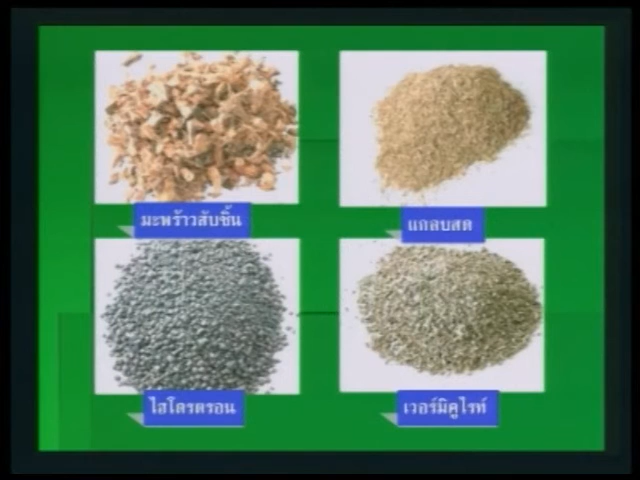 มะพร้าวสับชิ้น
แกลบสด
ไฮโดรตรอน
เวอร์มิคูไรท์